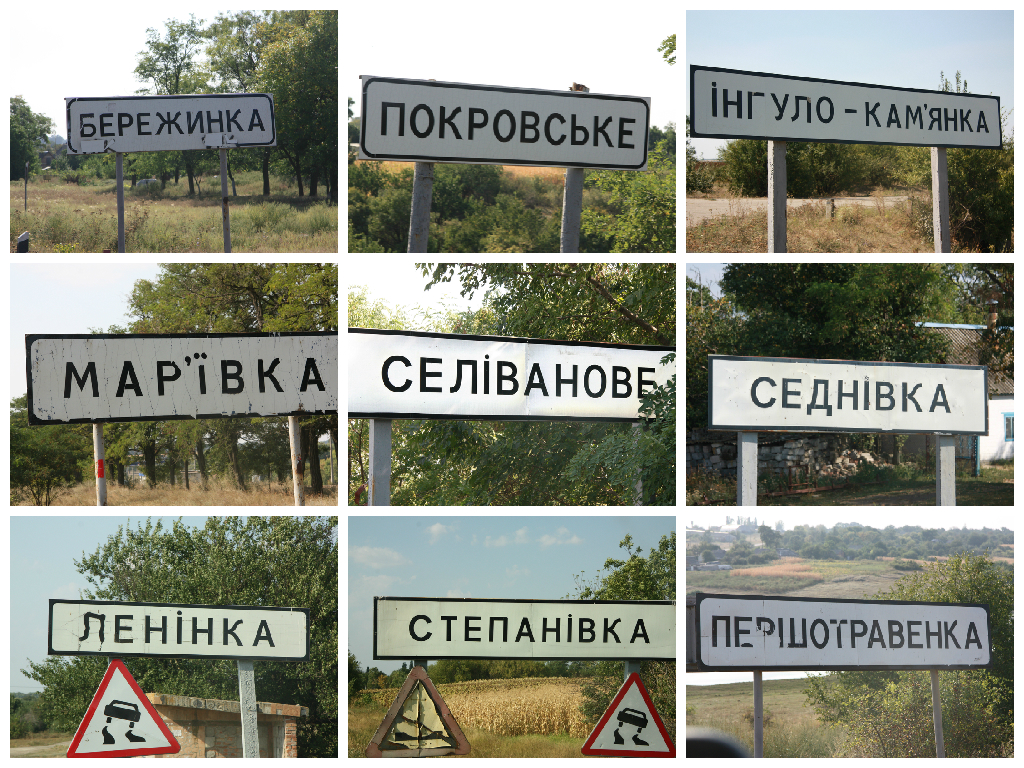 БЕРЕЖИНКА
ПОКРОВСЬКЕ
ІНГУЛО - КАМ'ЯНКА
МАР'ЇВКА
СЕЛІВАНОВЕ
СЕДНІВКА
ЛЕНІНКА
СТЕПАНІВКА
ПЕРШОТРАВЕНКА